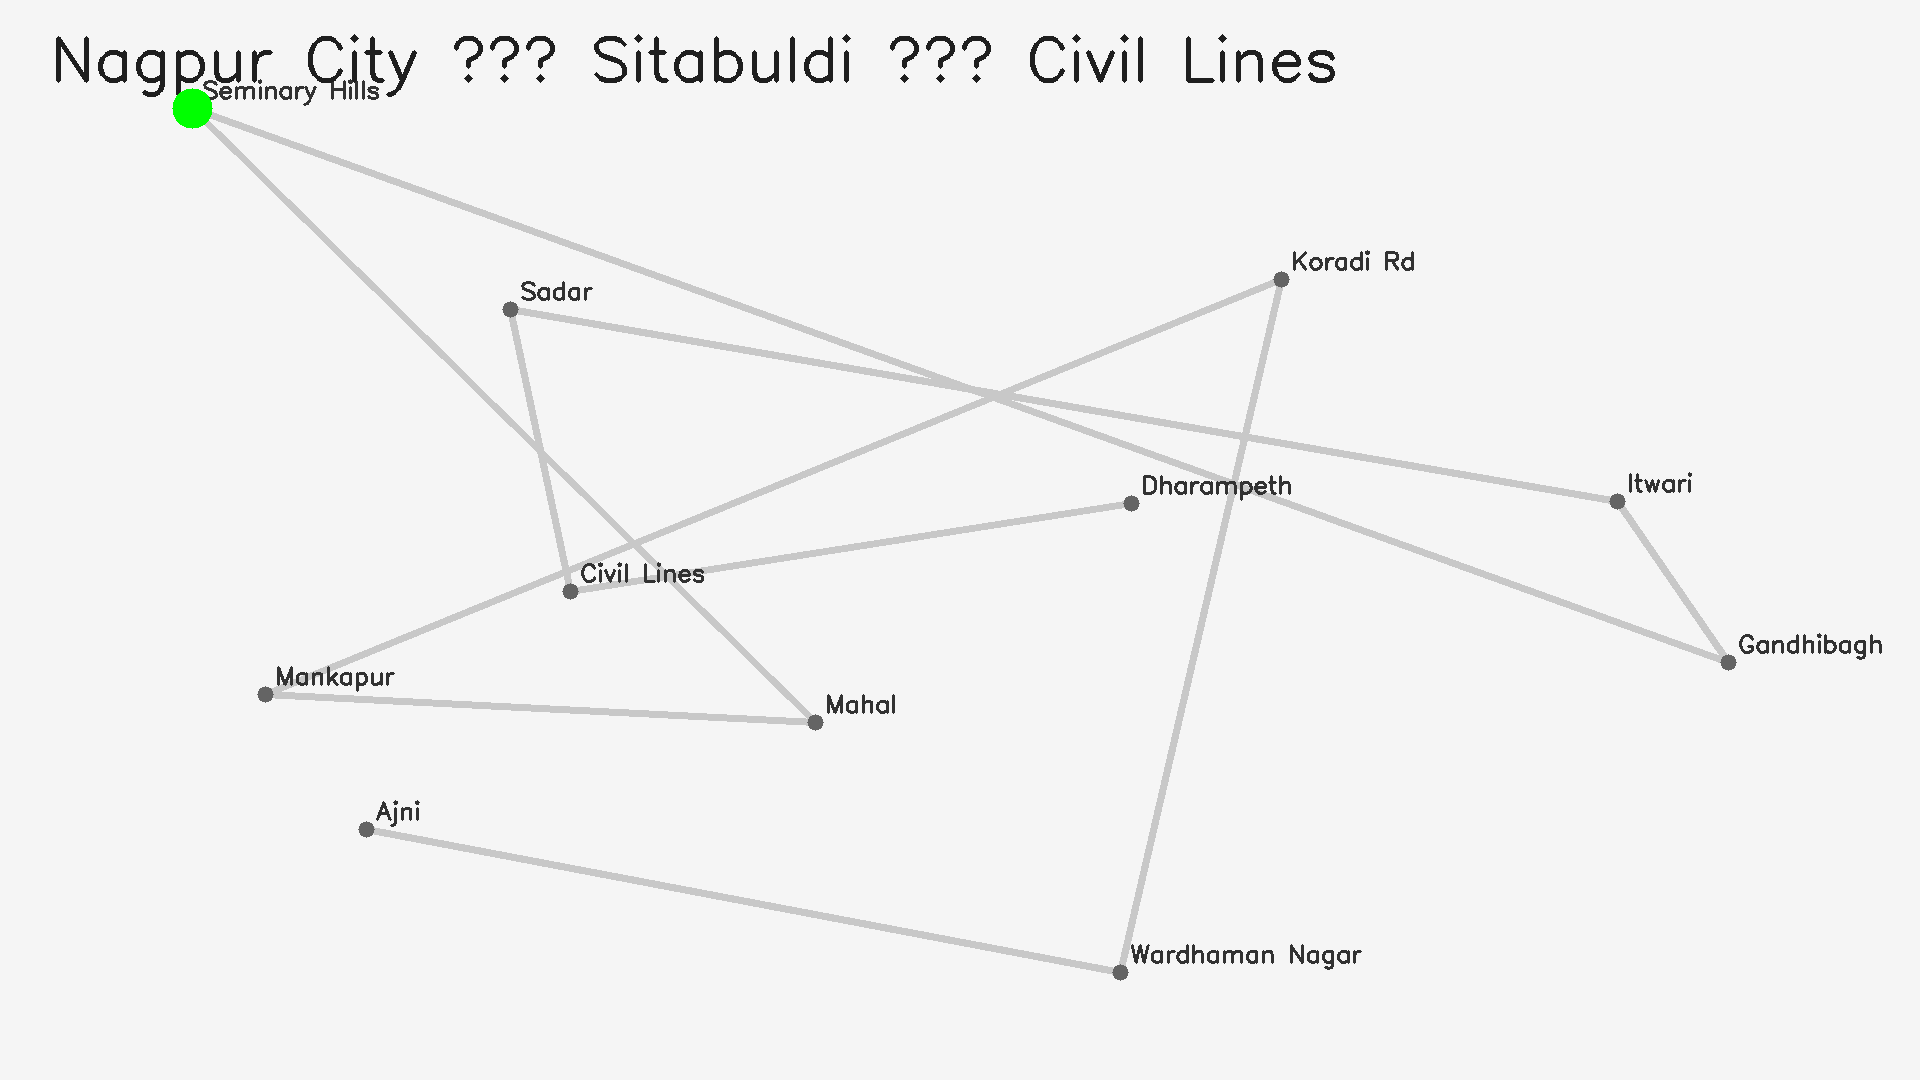 Nagpur City ??? Sitabuldi ??? Civil Lines
Seminary Hills
Koradi Rd
Sadar
Dharampeth
Itwari
Civil Lines
Gandhibagh
Mankapur
Mahal
Ajni
Wardhaman Nagar